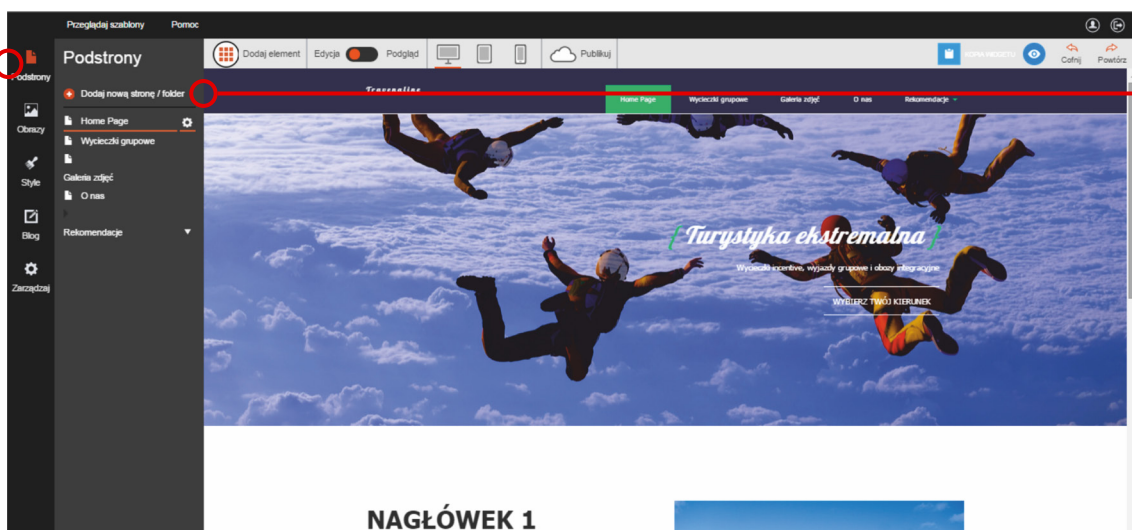 Przeglądaj szablony Pomoc
Podstrony
Dodaj nową stronę / folder
Home Page
Wycieczki grupowe
Galeria zdjęć
O nas
Rekomendacje
Podstrony
Obrazy
Style
Blog
Zarządzaj
Dodaj element Edycja Podgląd Publikuj
Cofnij Powtórz
Travenaline
Home Page Wycieczki grupowe Galeria zdjęć O nas Rekomendacje
{ Turystyka ekstremalna }
Wycieczki incentive, wyjazdy grupowe i obozy integracyjne
WYBIERZ TWÓJ KIERUNEK
NAGŁÓWEK 1